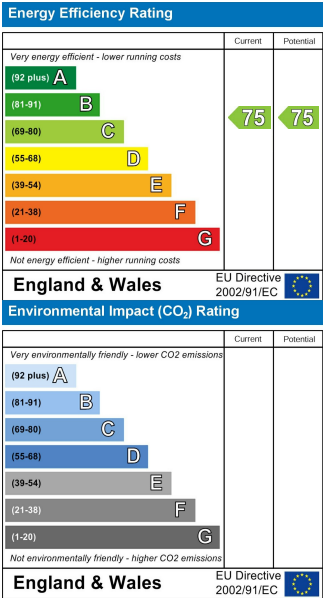 Energy Efficiency Rating
Current Potential
Very energy efficient - lower running costs
(92 plus) A
(81-91) B
75 75
(69-80) C
(55-68) D
(39-54) E
(21-38) F
(1-20) G
Not energy efficient - higher running costs
England & Wales
EU Directive
2002/91/EC
Environmental Impact (CO₂) Rating
Current Potential
Very environmentally friendly - lower CO2 emissions
(92 plus) A
(81-91) B
(69-80) C
(55-68) D
(39-54) E
(21-38) F
(1-20) G
Not environmentally friendly - higher CO2 emissions
England & Wales
EU Directive
2002/91/EC